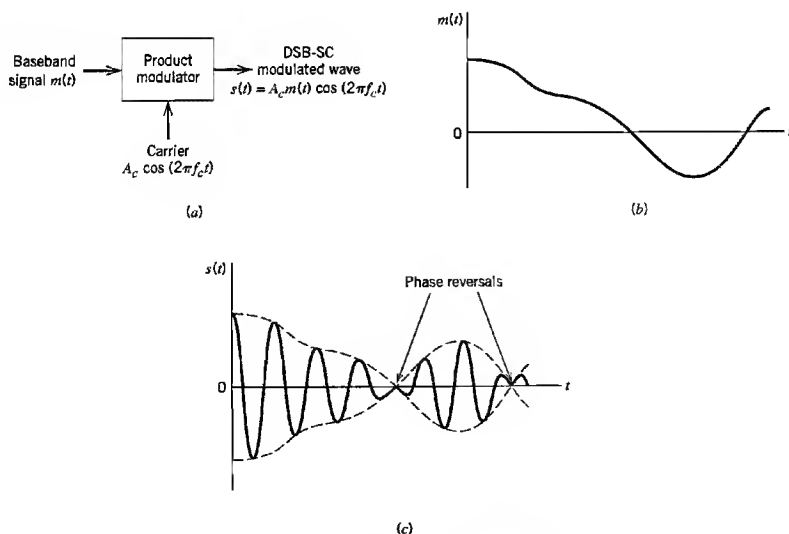 Baseband
signal m(t)
Product
modulator
DSB-SC
modulated wave
s(t) = A_c m(t) cos (2πf_c t)
Carrier
A_c cos (2πf_c t)
(a)
m(t)
0
(b)
s(t)
Phase reversals
0
t
(c)